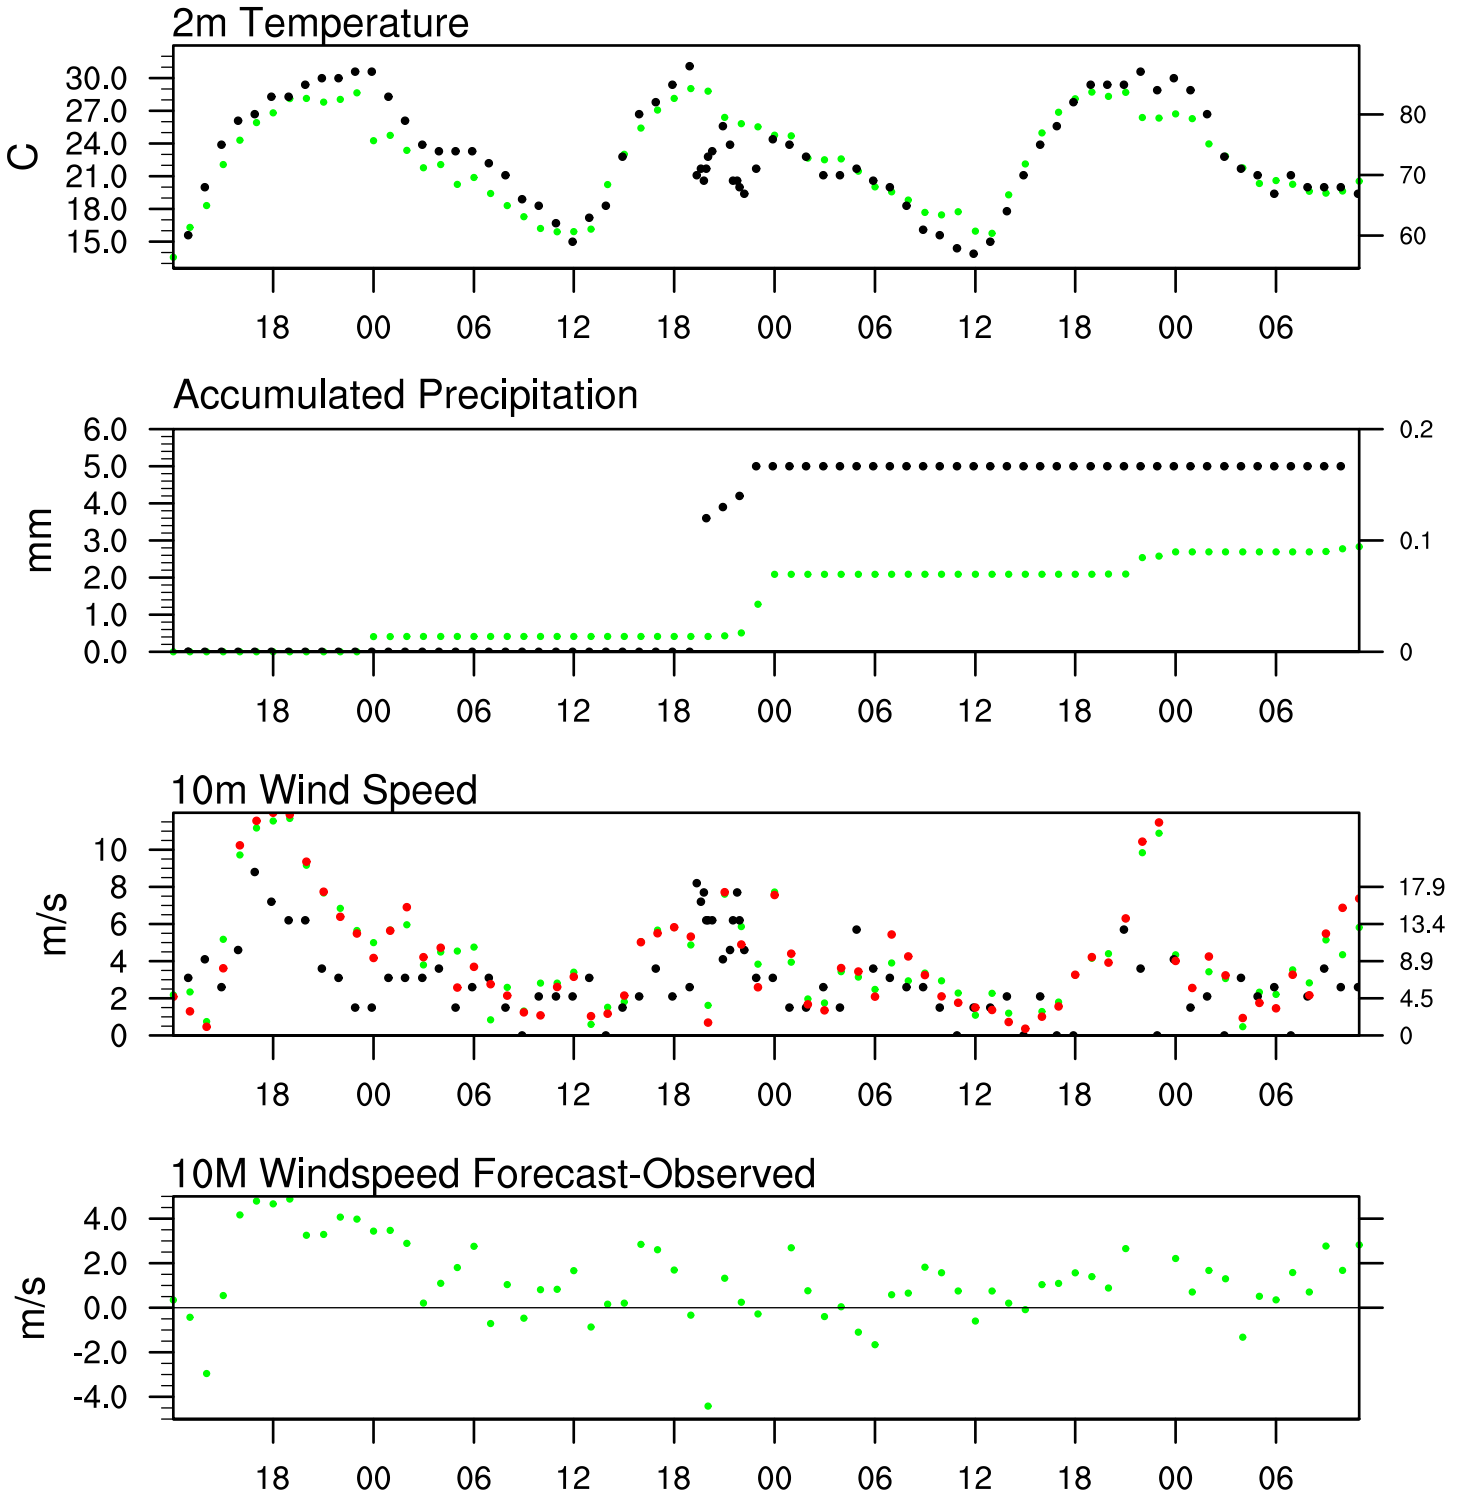 2m Temperature
30.0
27.0
24.0
21.0
18.0
15.0
C
80
70
60
18 00 06 12 18 00 06 12 18 00 06
Accumulated Precipitation
6.0
5.0
4.0
3.0
2.0
1.0
0.0
mm
0.2
0.1
0
18 00 06 12 18 00 06 12 18 00 06
10m Wind Speed
10
8
6
4
2
0
m/s
17.9
13.4
8.9
4.5
0
18 00 06 12 18 00 06 12 18 00 06
10M Windspeed Forecast-Observed
4.0
2.0
0.0
-2.0
-4.0
m/s
18 00 06 12 18 00 06 12 18 00 06